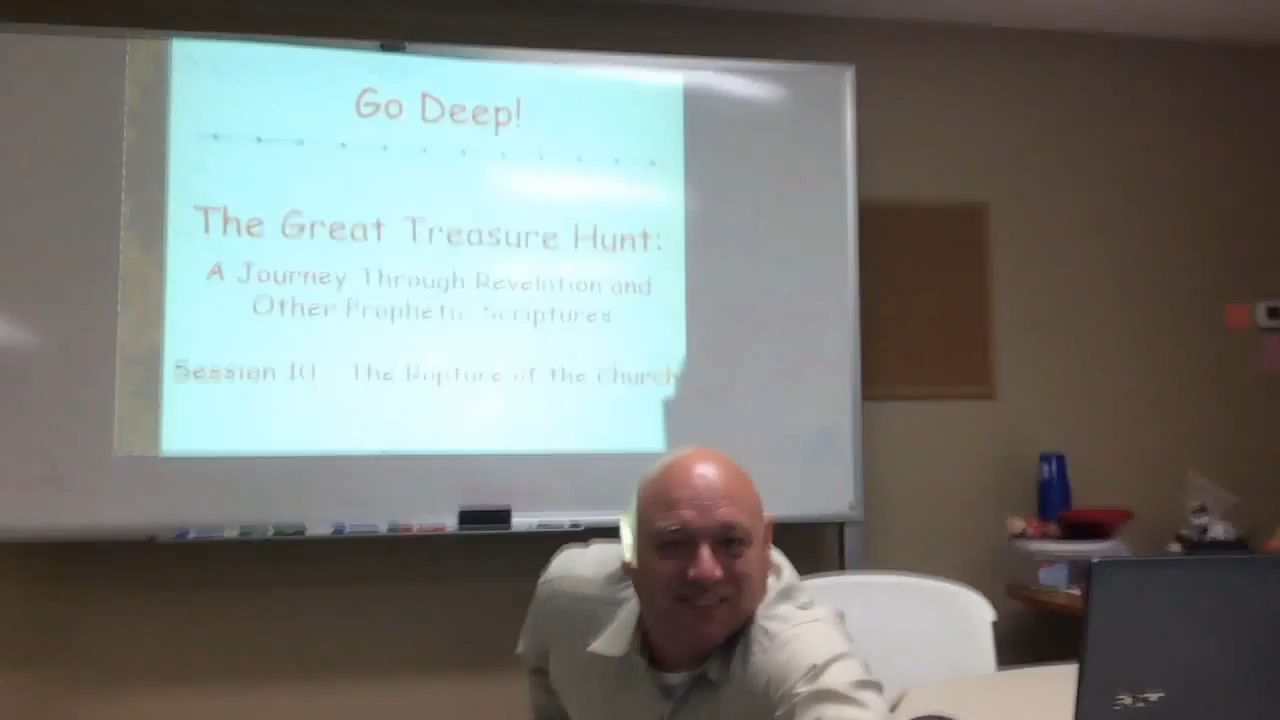 Go Deep!
The Great Treasure Hunt:
A Journey Through Revelation and
Other Prophetic Scriptures
Session 10 The Rapture of the Church
acer